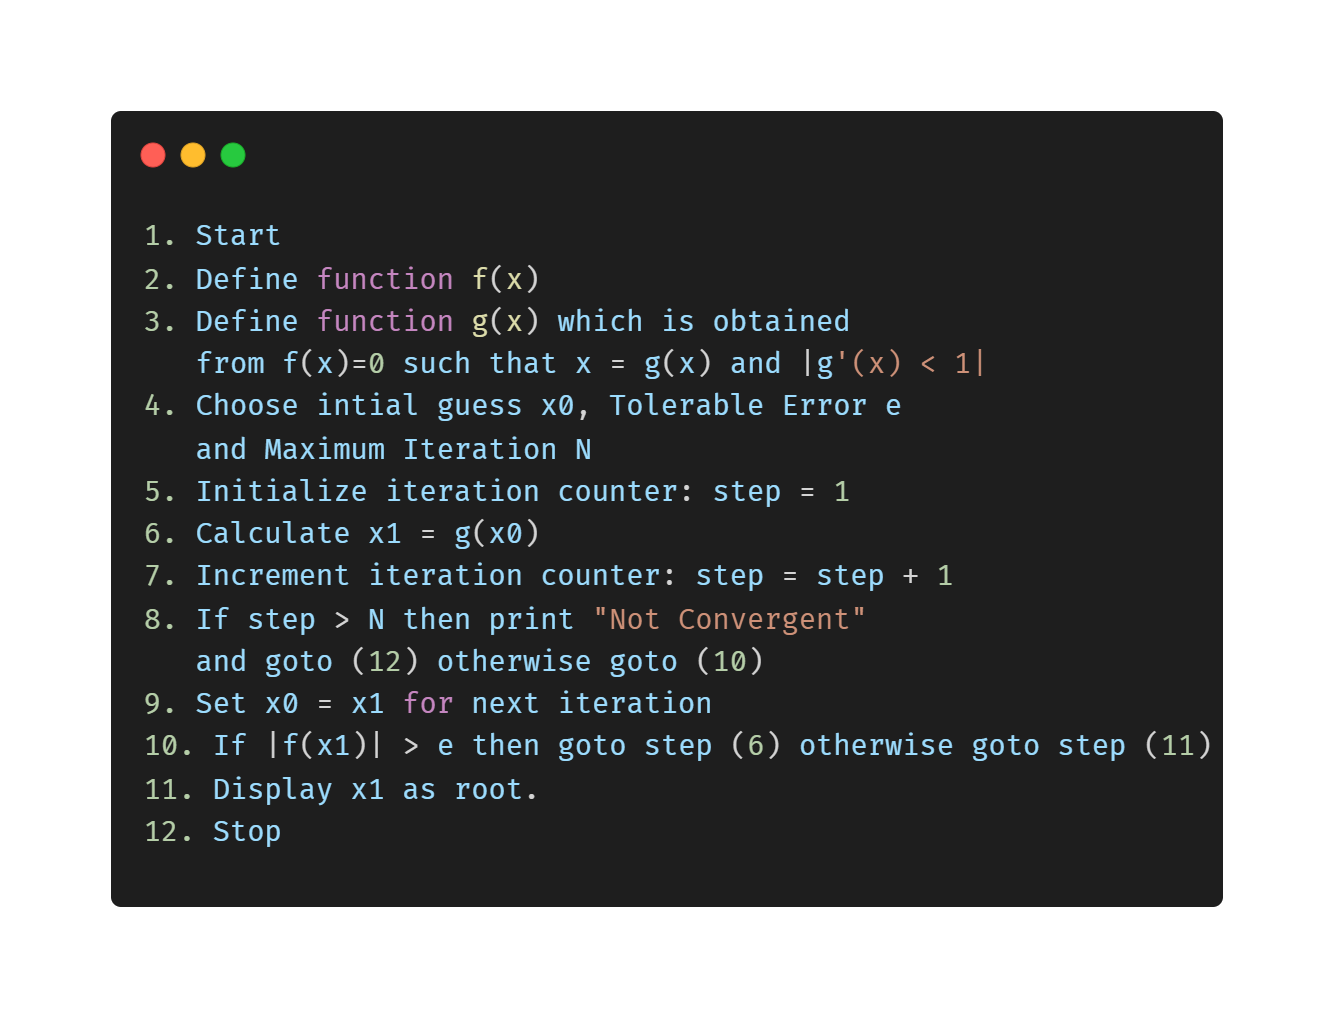 1. Start
2. Define function f(x)
3. Define function g(x) which is obtained
from f(x)=0 such that x = g(x) and |g'(x) < 1|
4. Choose intial guess x0, Tolerable Error e
and Maximum Iteration N
5. Initialize iteration counter: step = 1
6. Calculate x1 = g(x0)
7. Increment iteration counter: step = step + 1
8. If step > N then print "Not Convergent"
and goto (12) otherwise goto (10)
9. Set x0 = x1 for next iteration
10. If |f(x1)| > e then goto step (6) otherwise goto step (11)
11. Display x1 as root.
12. Stop